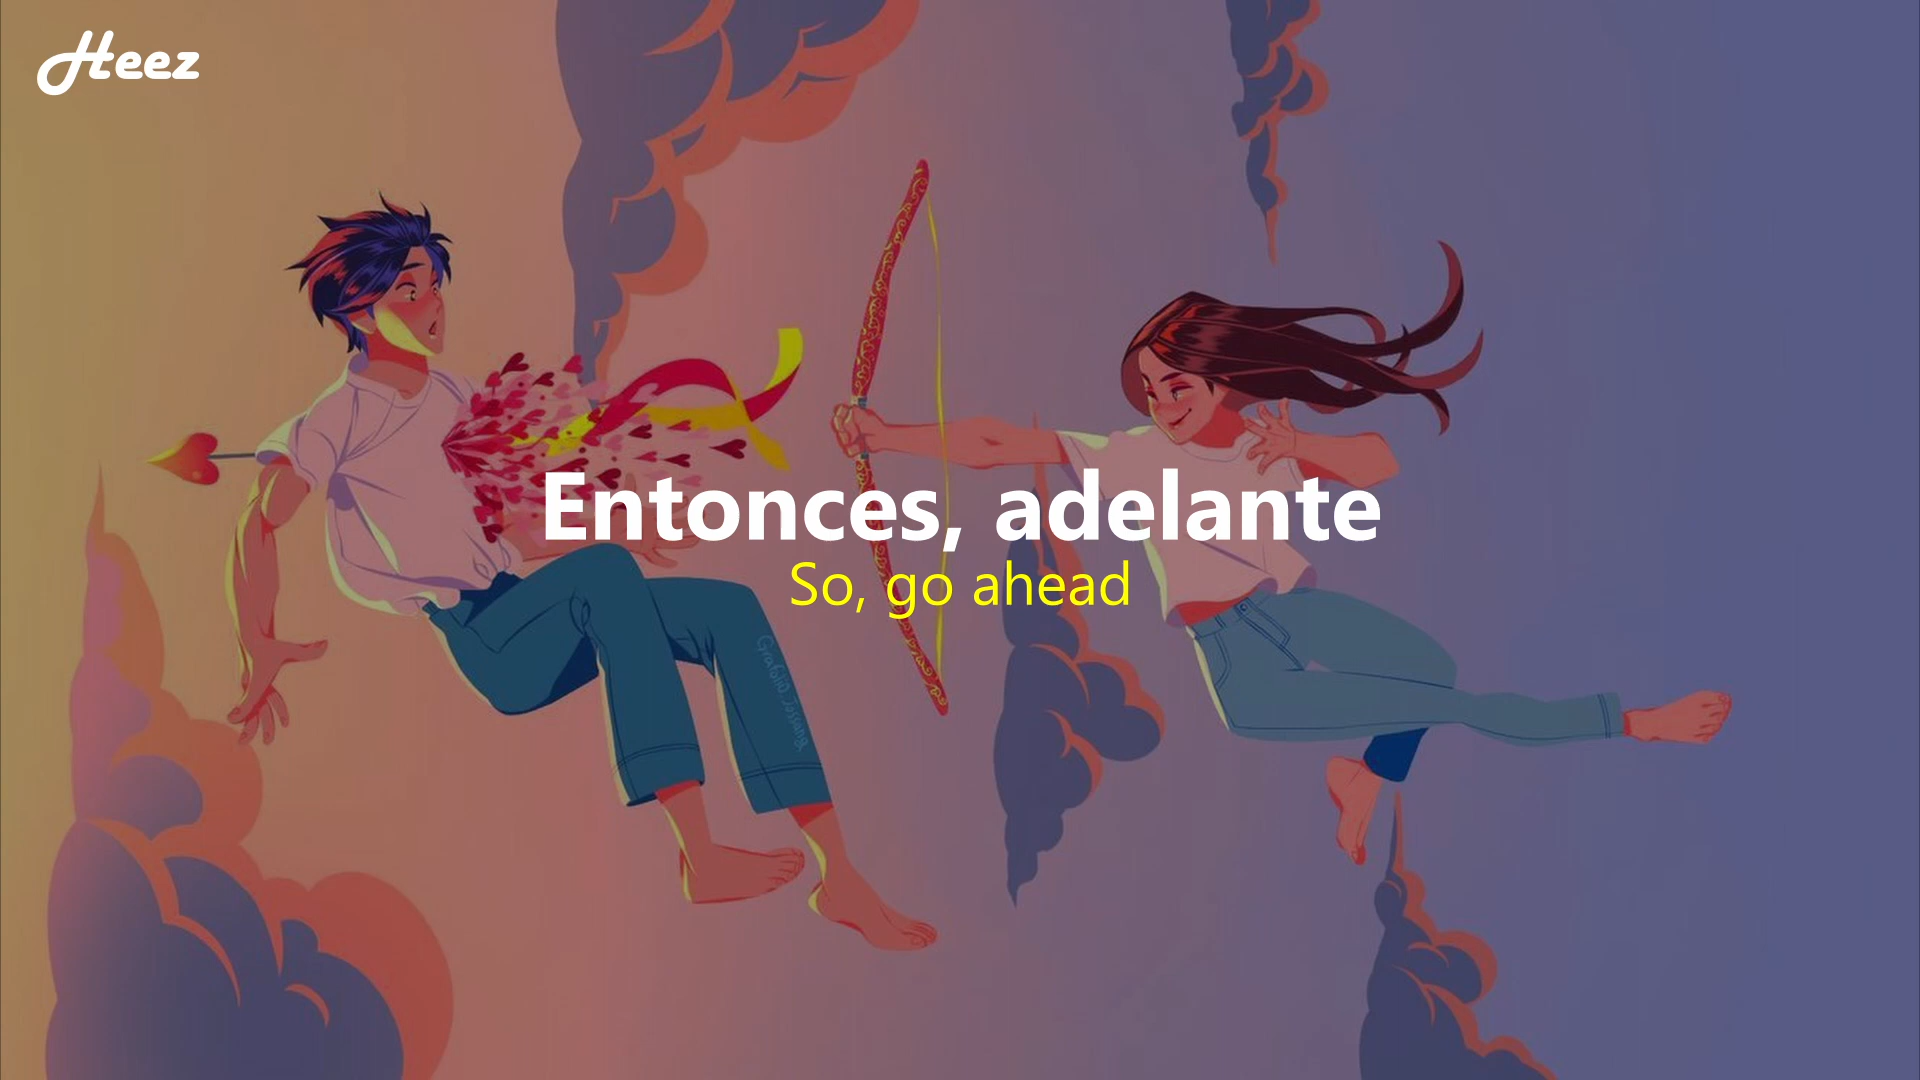 Heez
Entonces, adelante
So, go ahead